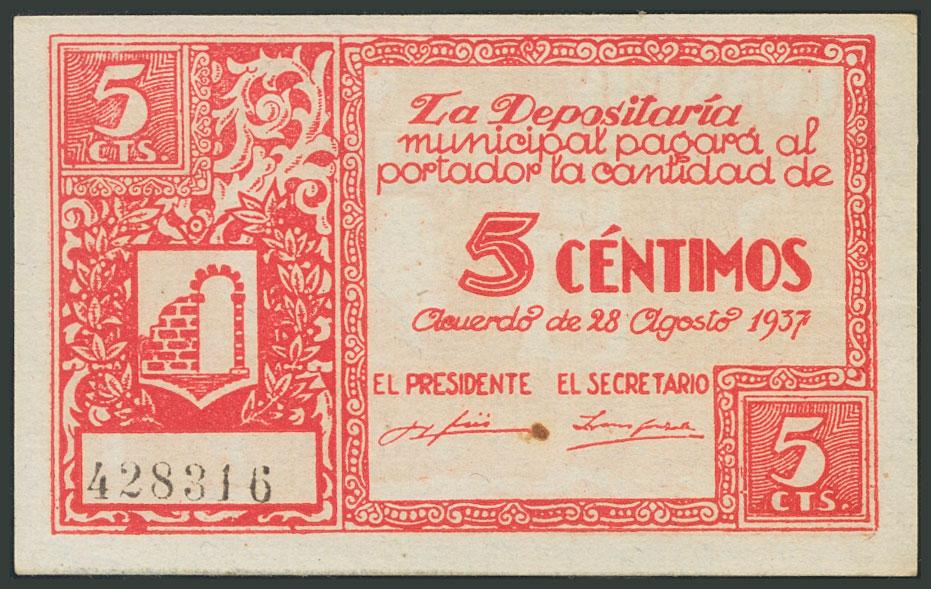 5
CTS.
La Depositaría
municipal pagará al
portador la cantidad de
5 CÉNTIMOS
Acuerdo de 28 Agosto 1937
EL PRESIDENTE EL SECRETARIO
428316
5
CTS.